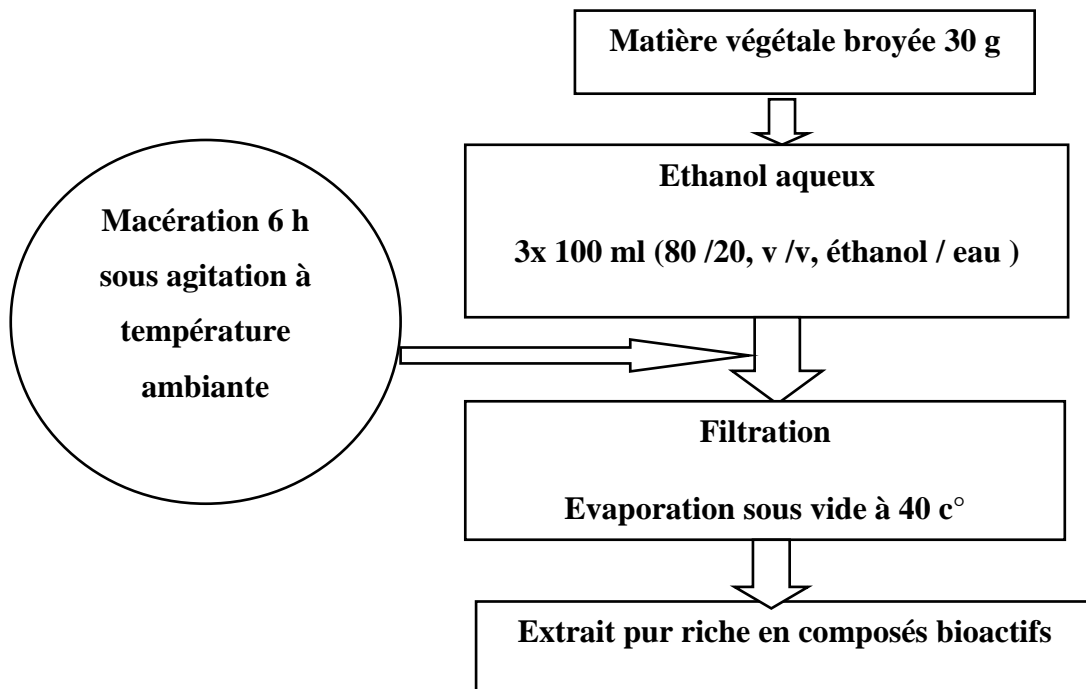 Matière végétale broyée 30 g
Ethanol aqueux
3x 100 ml (80 /20, v /v, éthanol / eau )
Macération 6 h
sous agitation à
température
ambiante
Filtration
Evaporation sous vide à 40 c°
Extrait pur riche en composés bioactifs